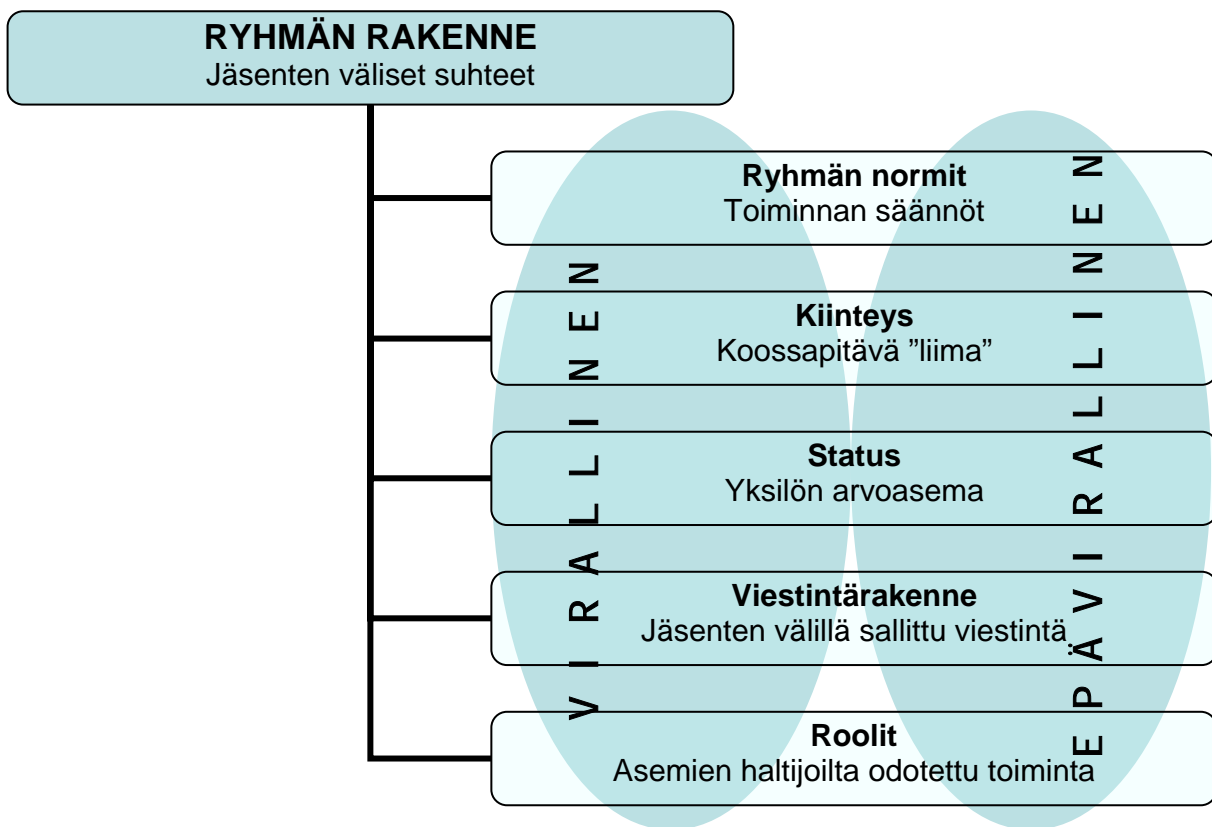 RYHMÄN RAKENNE
Jäsenten väliset suhteet
Ryhmän normit
Toiminnan säännöt
Kiinteys
Koossapitävä ”liima”
Status
Yksilön arvoasema
Viestintärakenne
Jäsenten välillä sallittu viestintä
Roolit
Asemien haltijoilta odotettu toiminta
VIRALLINEN
EPÄVIRALLINEN